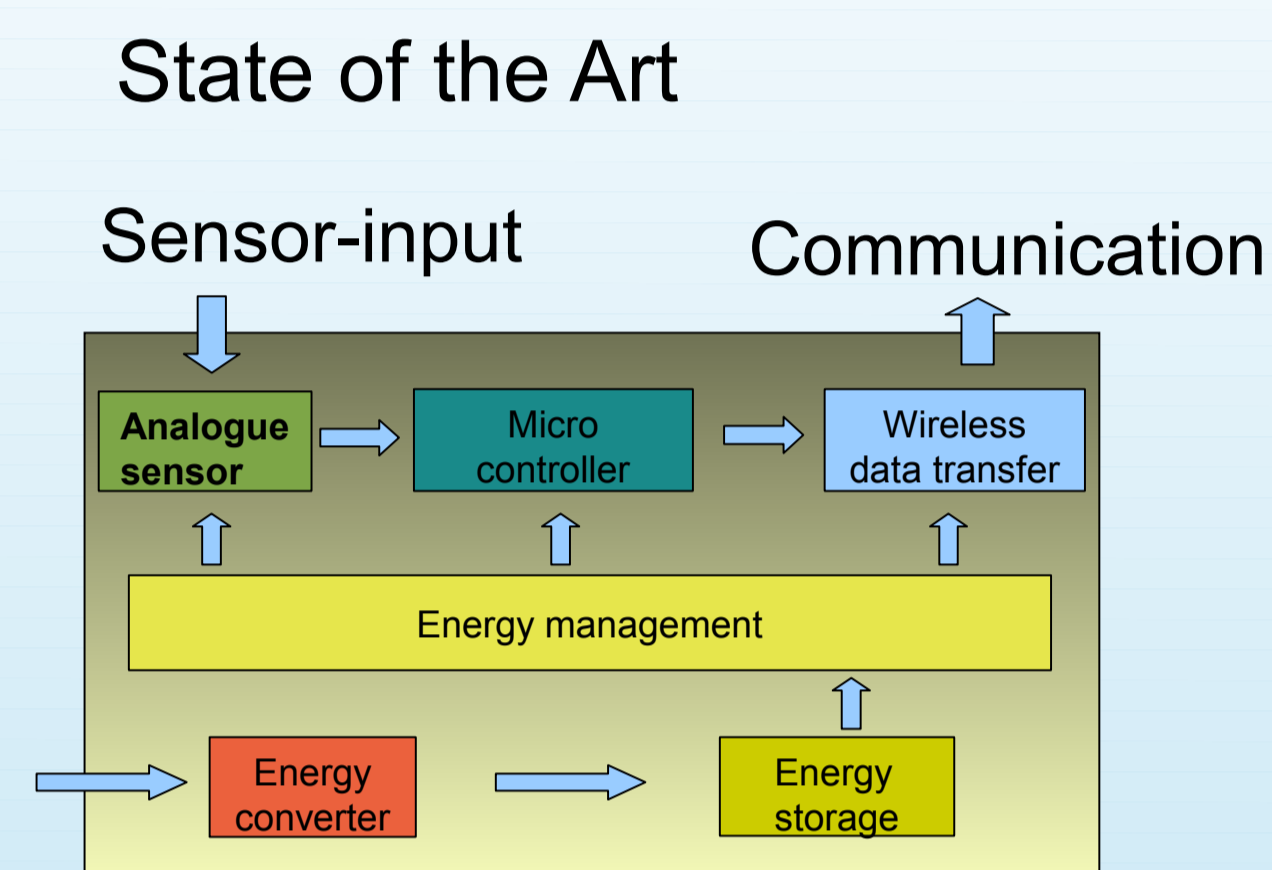 State of the Art
Sensor-input
Communication
Analogue
sensor
Micro
controller
Wireless
data transfer
Energy management
Energy
converter
Energy
storage